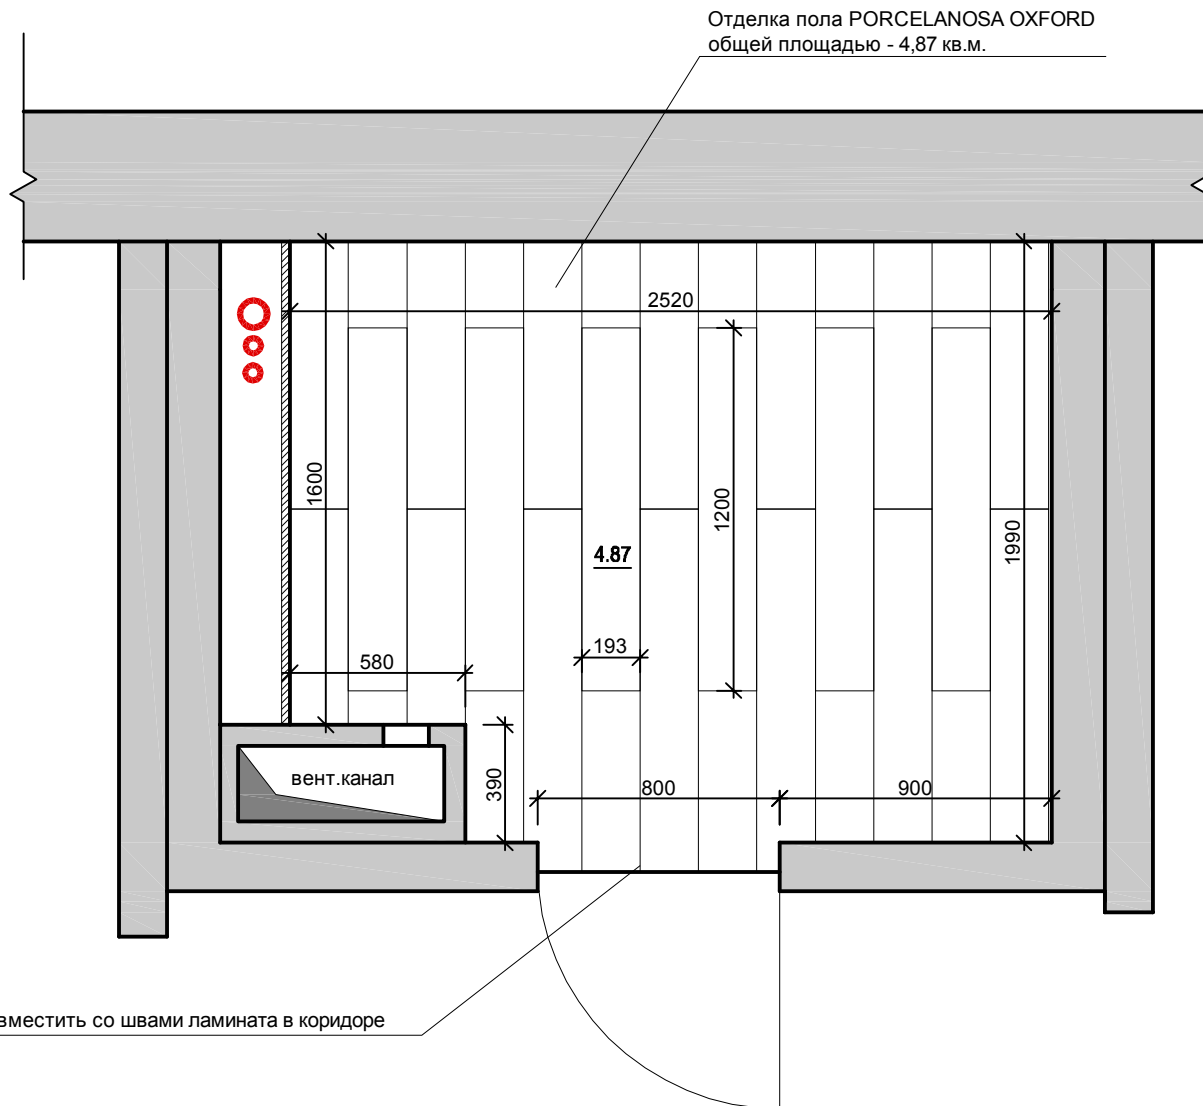 Отделка пола PORCELANOSA OXFORD
общей площадью - 4,87 кв.м.
2520
1600
1200
1990
4.87
193
580
390
вент.канал
800
900
вместить со швами ламината в коридоре